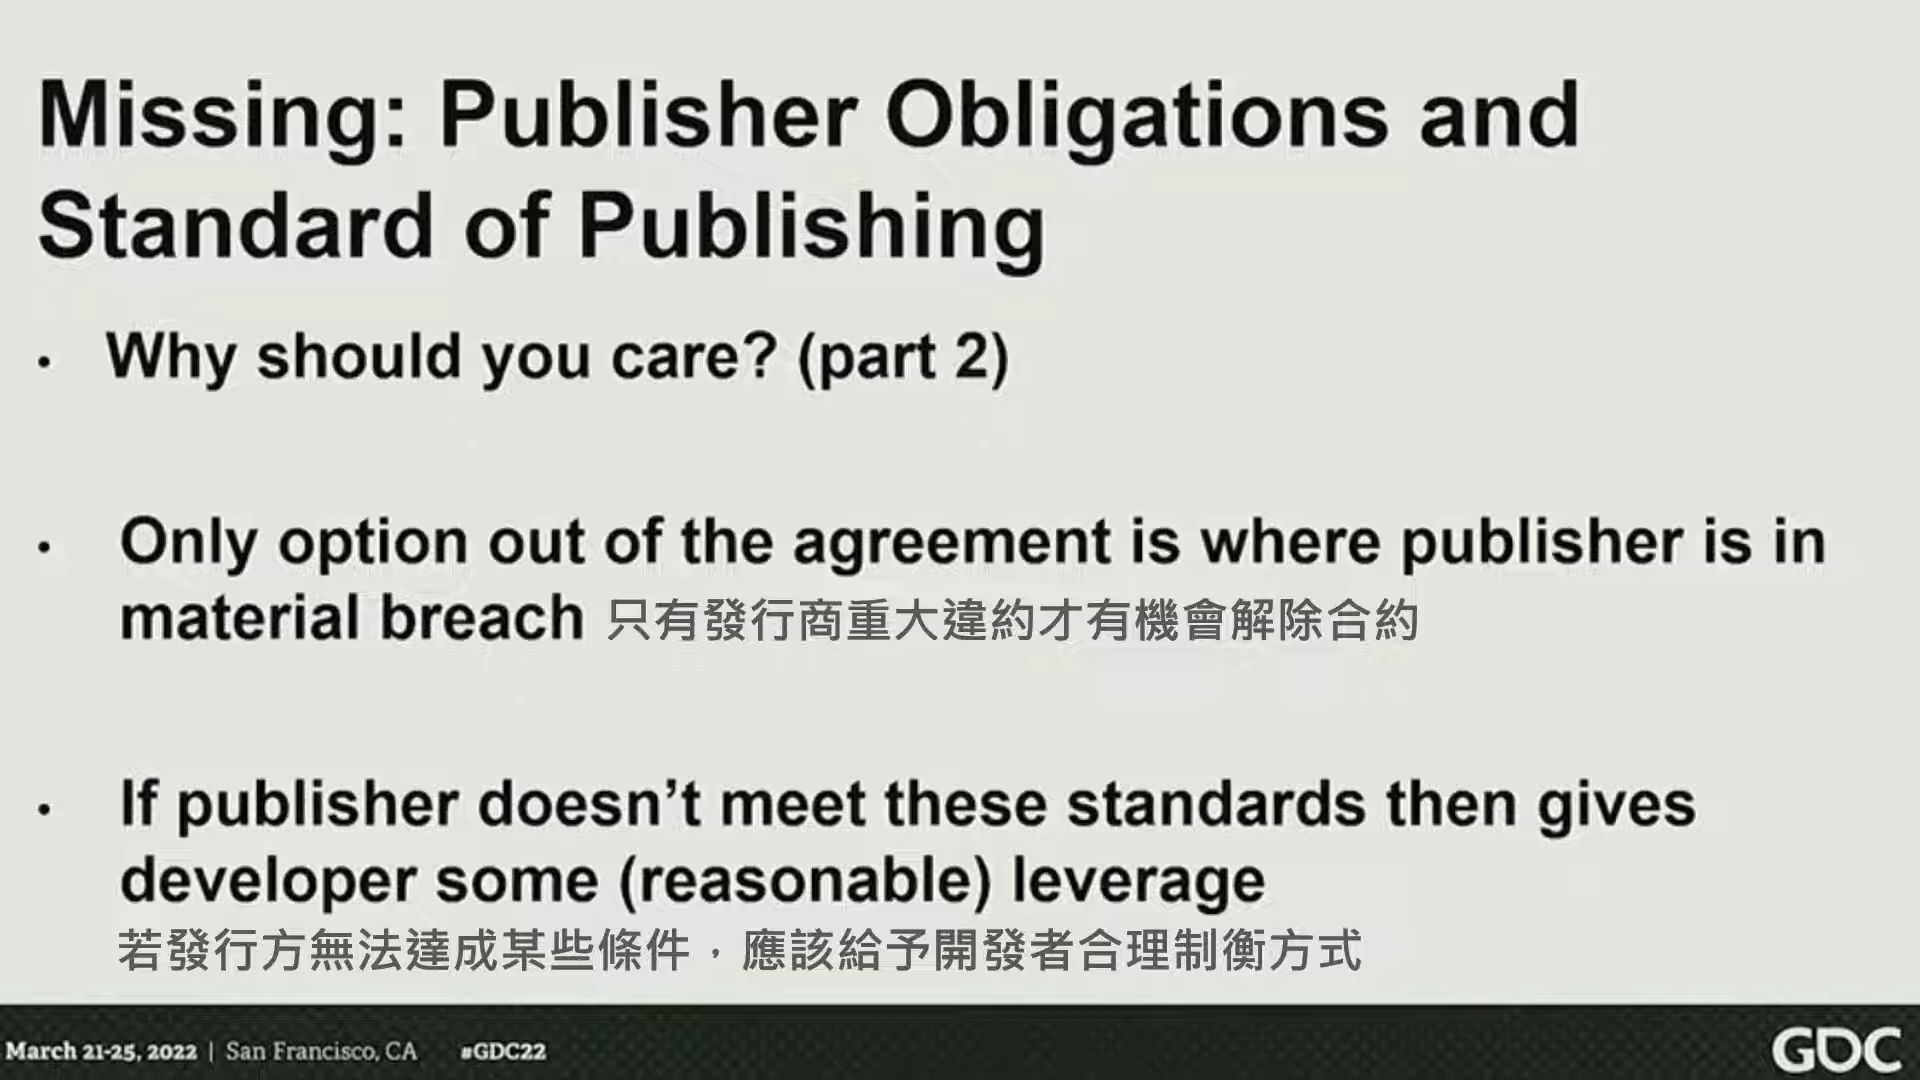 Missing: Publisher Obligations and
Standard of Publishing
• Why should you care? (part 2)
• Only option out of the agreement is where publisher is in
material breach 只有發行商重大違約才有機會解除合約
• If publisher doesn’t meet these standards then gives
developer some (reasonable) leverage
若發行方無法達成某些條件，應該給予開發者合理制衡方式
March 21-25, 2022 | San Francisco, CA #GDC22
GDC